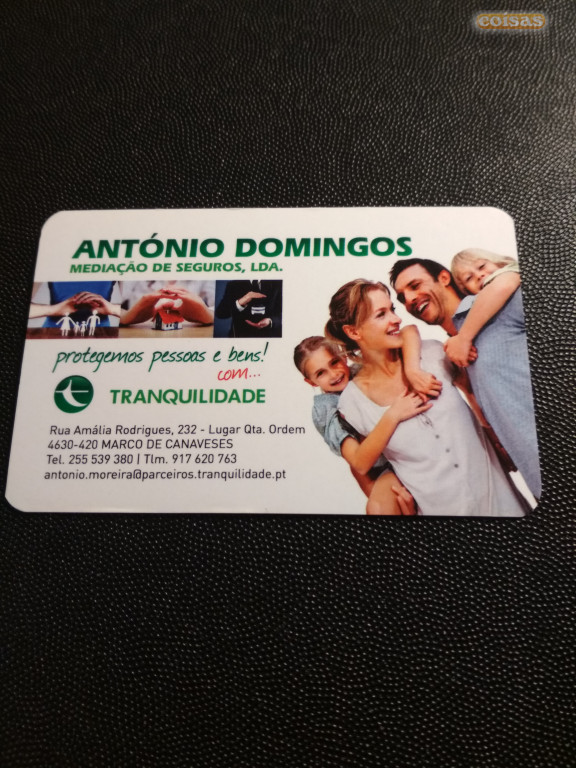 coisas
ANTÓNIO DOMINGOS
MEDIAÇÃO DE SEGUROS, LDA.
protegemos pessoas e bens!
com...
TRANQUILIDADE
Rua Amália Rodrigues, 232 - Lugar Qta. Ordem
4630-420 MARCO DE CANAVESES
Tel. 255 539 380 | Tlm. 917 620 763
antonio.moreira@parceiros.tranquilidade.pt